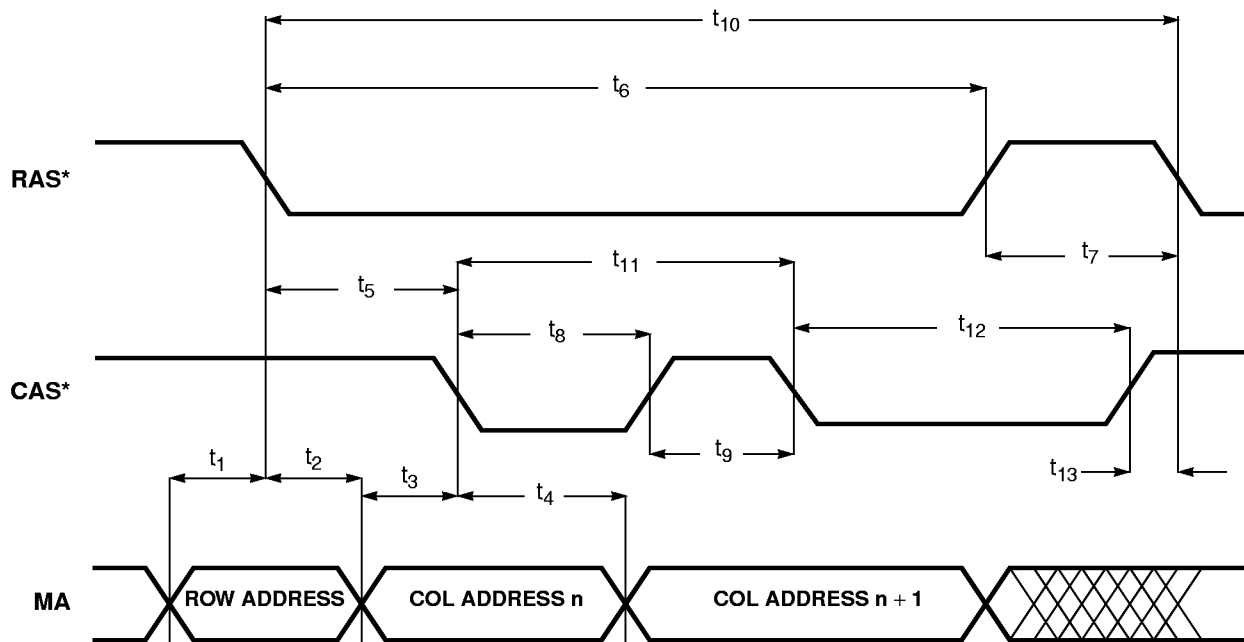 t10
t6
RAS*
t7
t11
t5
t8
t12
CAS*
t9
t1
t2
t3
t4
t13
MA
ROW ADDRESS
COL ADDRESS n
COL ADDRESS n + 1